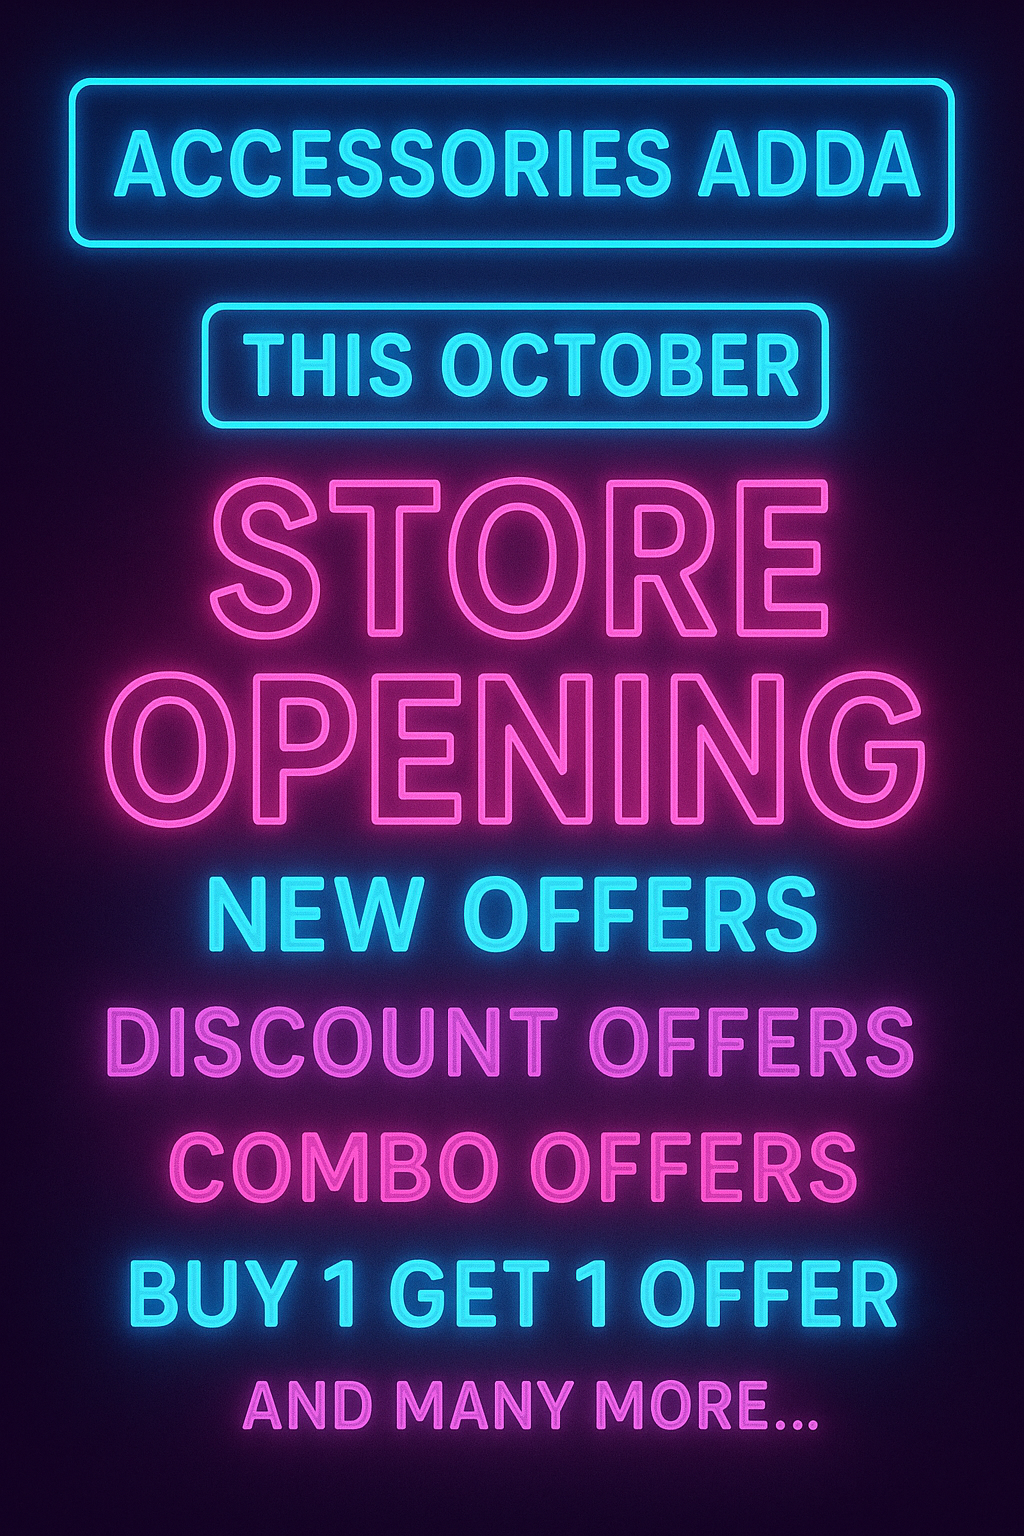 ACCESSORIES ADDA
THIS OCTOBER
STORE
OPENING
NEW OFFERS
DISCOUNT OFFERS
COMBO OFFERS
BUY 1 GET 1 OFFER
AND MANY MORE...